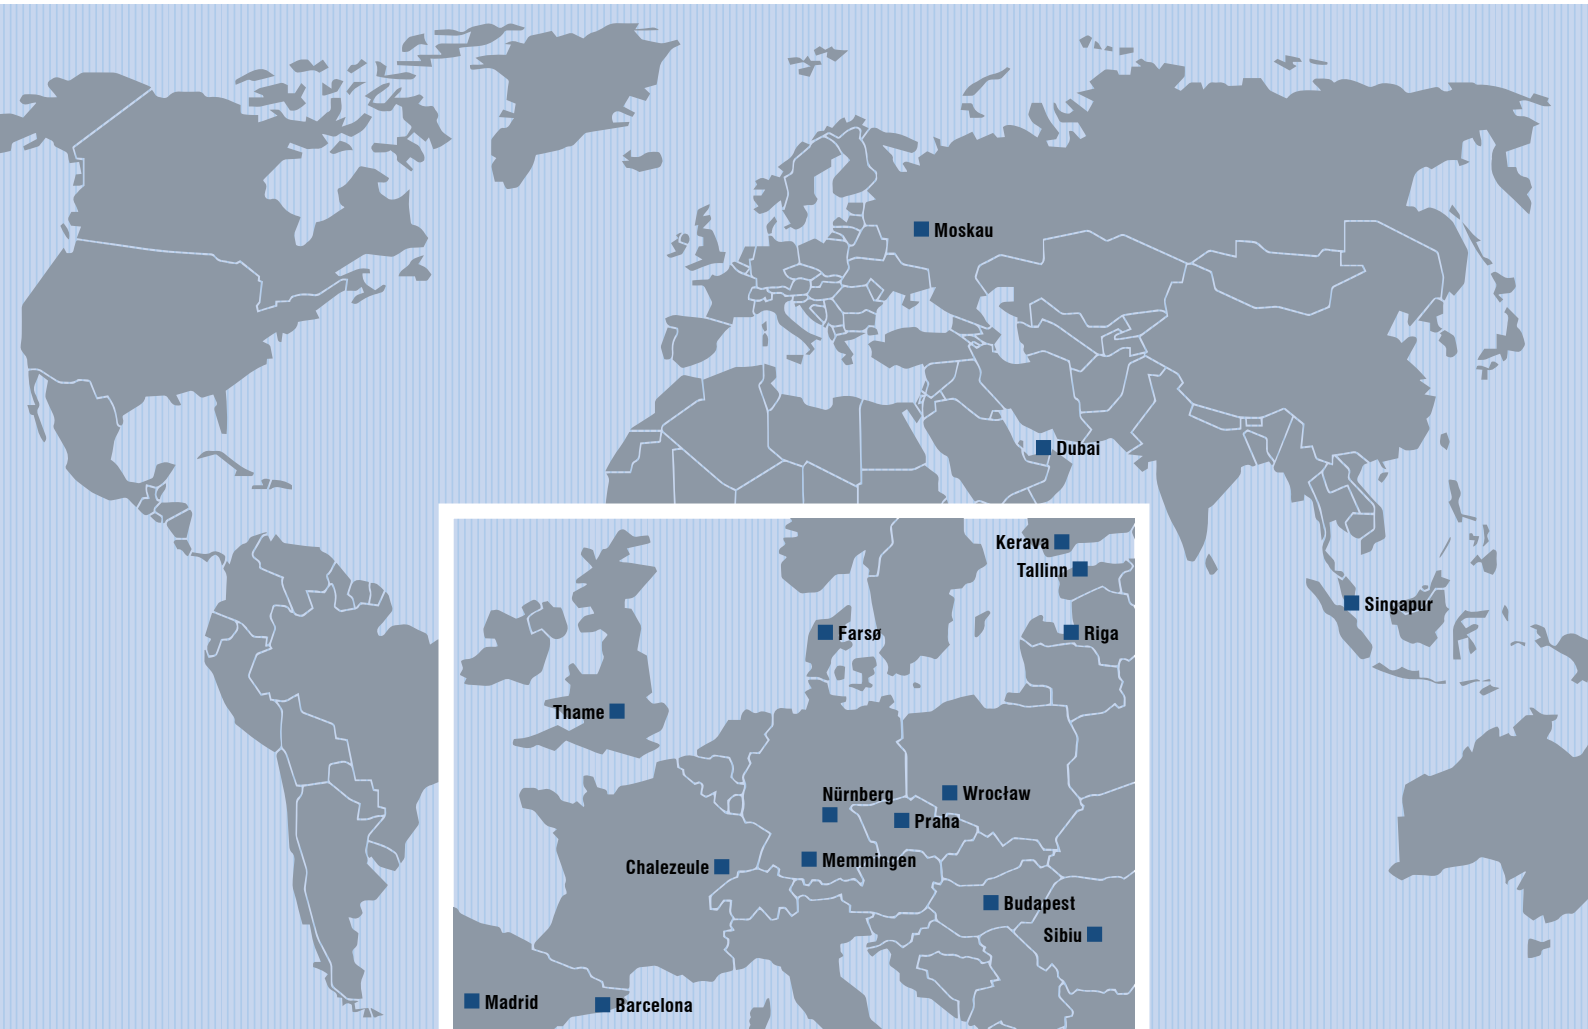 Moskau
Dubai
Kerava
Tallinn
Singapur
Farsø
Riga
Thame
Nürnberg
Wrocław
Praha
Memmingen
Chalezeule
Budapest
Sibiu
Madrid
Barcelona